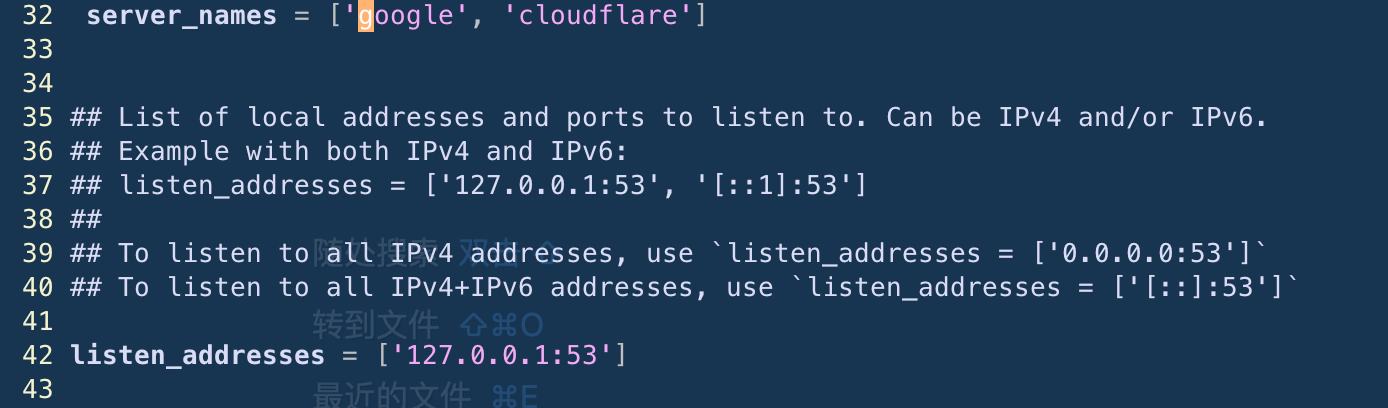 32  server_names = ['google', 'cloudflare']
33
34
35 ## List of local addresses and ports to listen to. Can be IPv4 and/or IPv6.
36 ## Example with both IPv4 and IPv6:
37 ## listen_addresses = ['127.0.0.1:53', '[::1]:53']
38 ##
随处搜索 双击 ⇧
39 ## To listen to all IPv4 addresses, use `listen_addresses = ['0.0.0.0:53']`
40 ## To listen to all IPv4+IPv6 addresses, use `listen_addresses = ['[::]:53']`
41
转到文件 ⇧⌘O
42 listen_addresses = ['127.0.0.1:53']
43
最近的文件 ⌘E